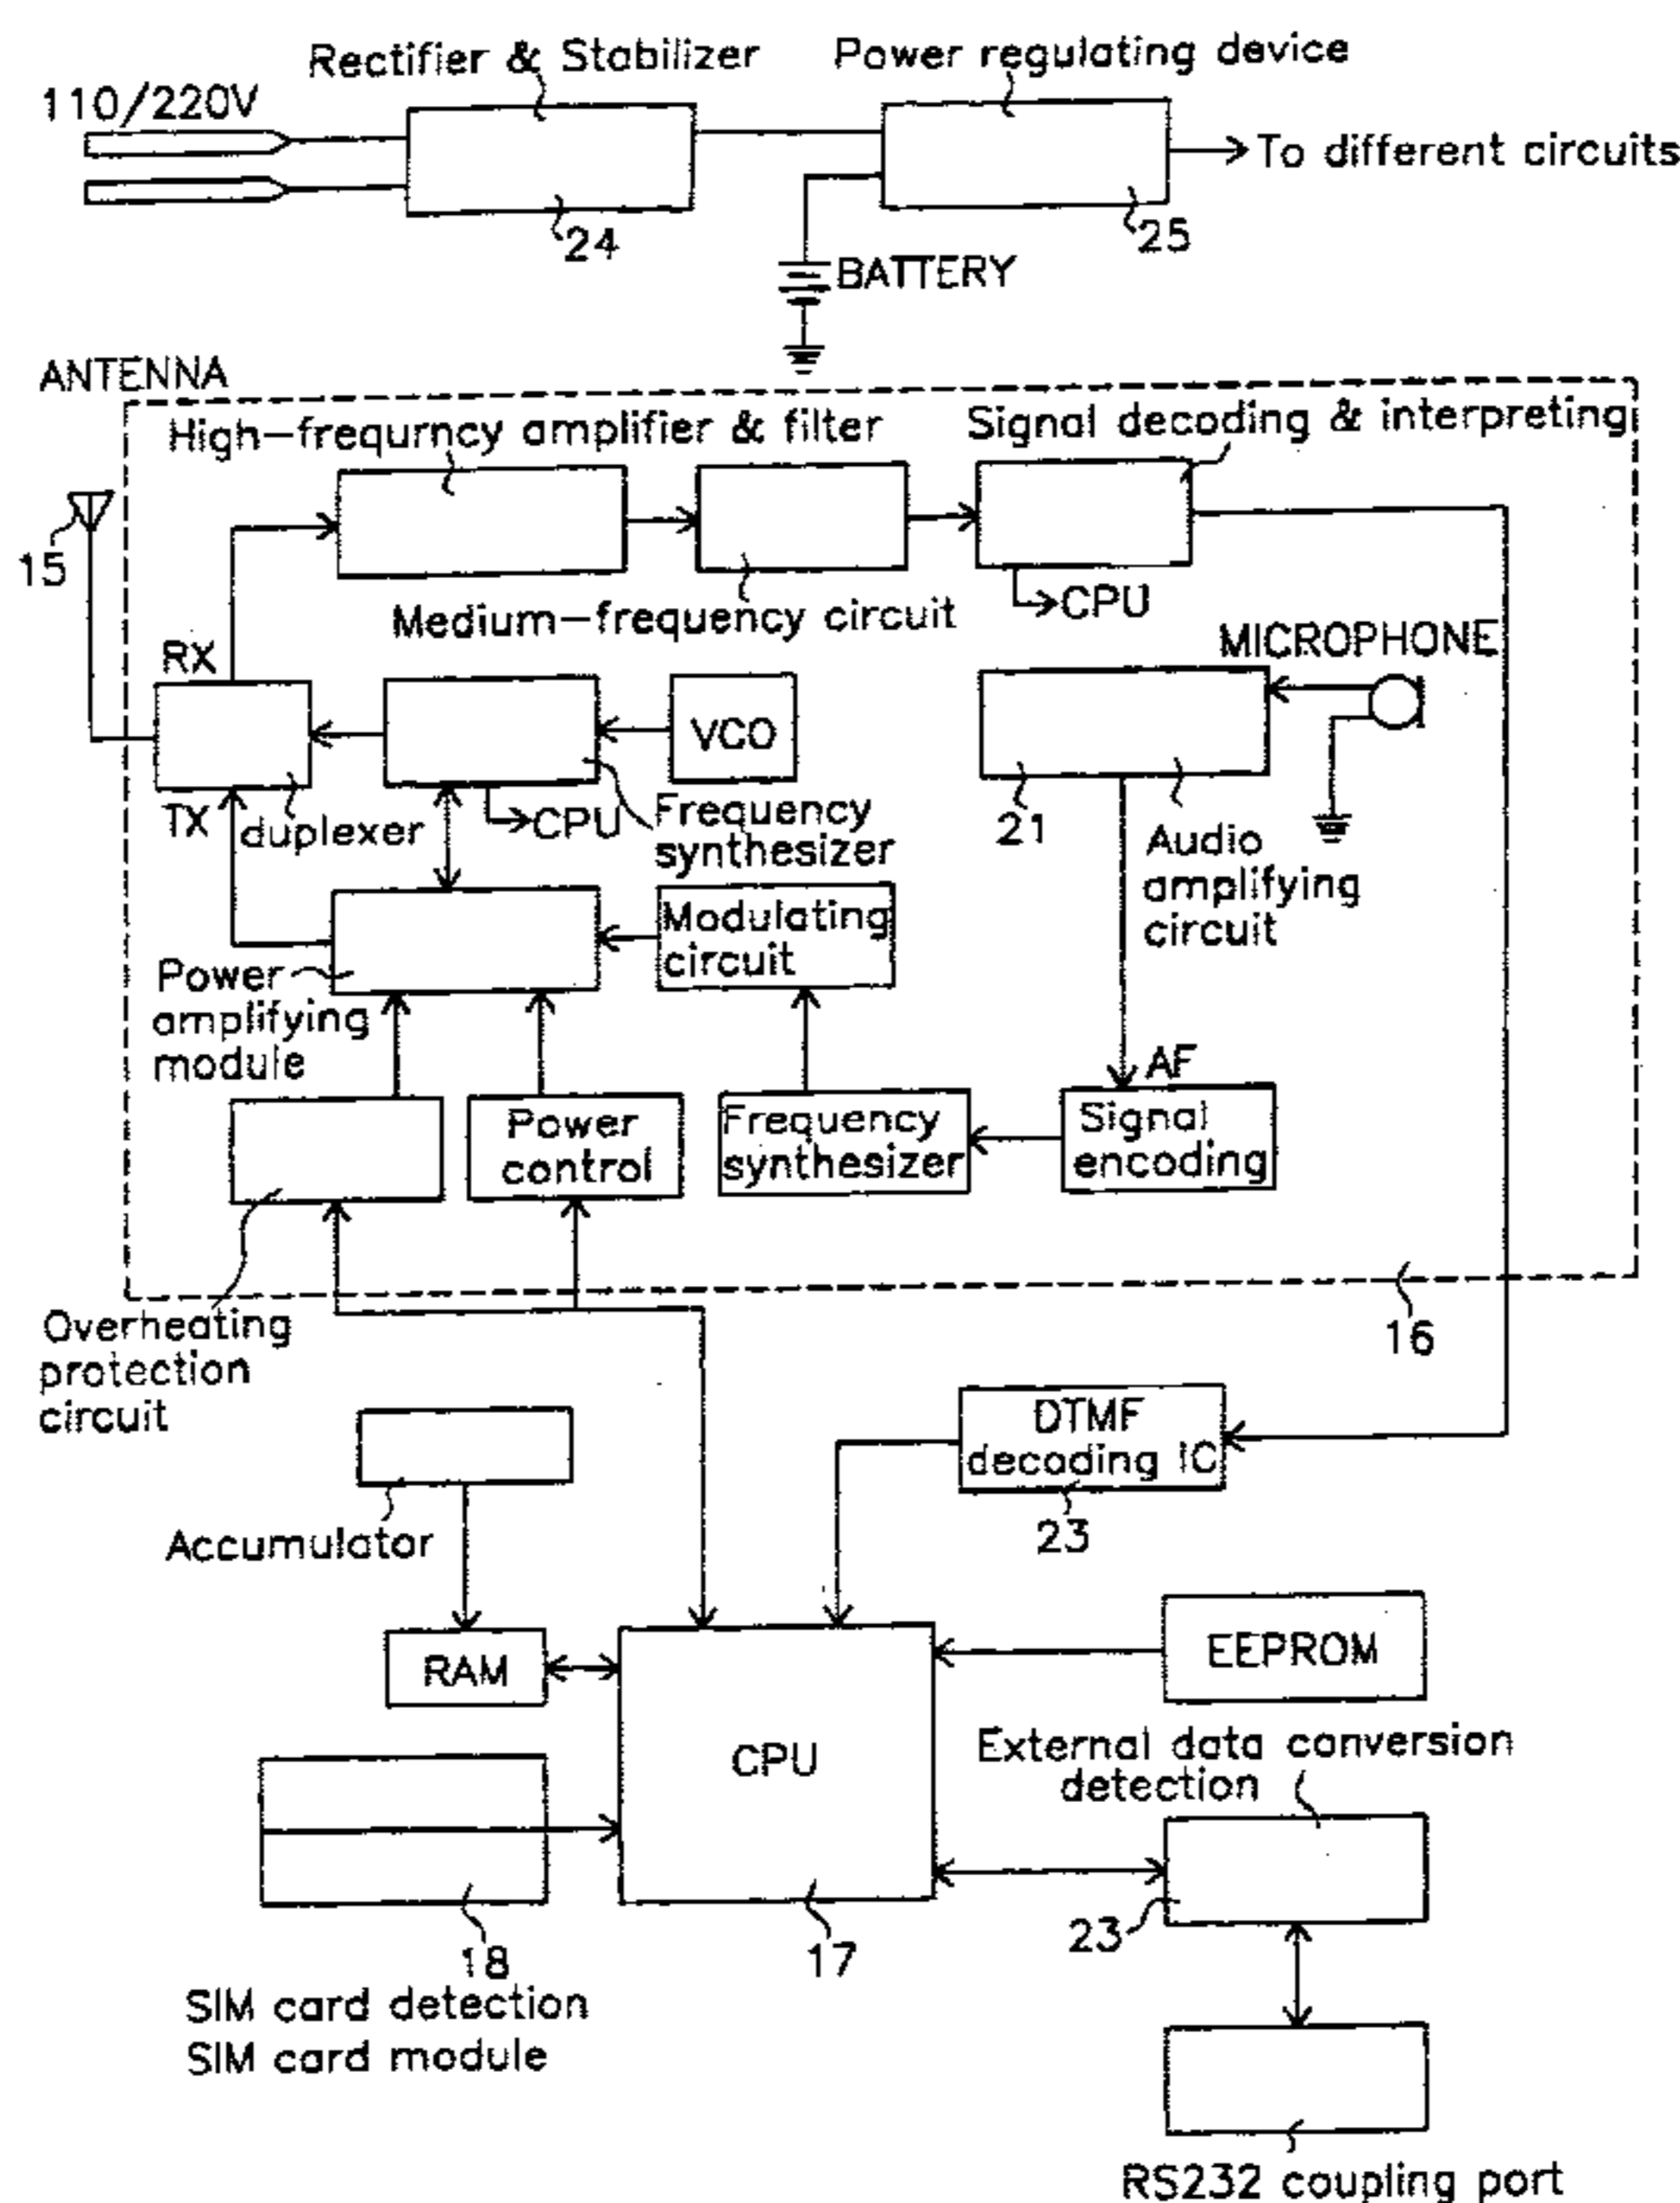 Rectifier & Stabilizer
Power regulating device
110/220V
To different circuits
24
25
BATTERY
ANTENNA
High-frequrncy amplifier & filter
Signal decoding & interpreting
15
CPU
Medium-frequency circuit
MICROPHONE
RX
VCO
TX
duplexer
CPU
Frequency
synthesizer
21
Audio
amplifying
circuit
Modulating
circuit
Power
amplifying
module
AF
Power
control
Frequency
synthesizer
Signal
encoding
Overheating
protection
circuit
16
DTMF
decoding IC
23
Accumulator
RAM
EEPROM
CPU
External data conversion
detection
23
18
17
SIM card detection
SIM card module
RS232 coupling port